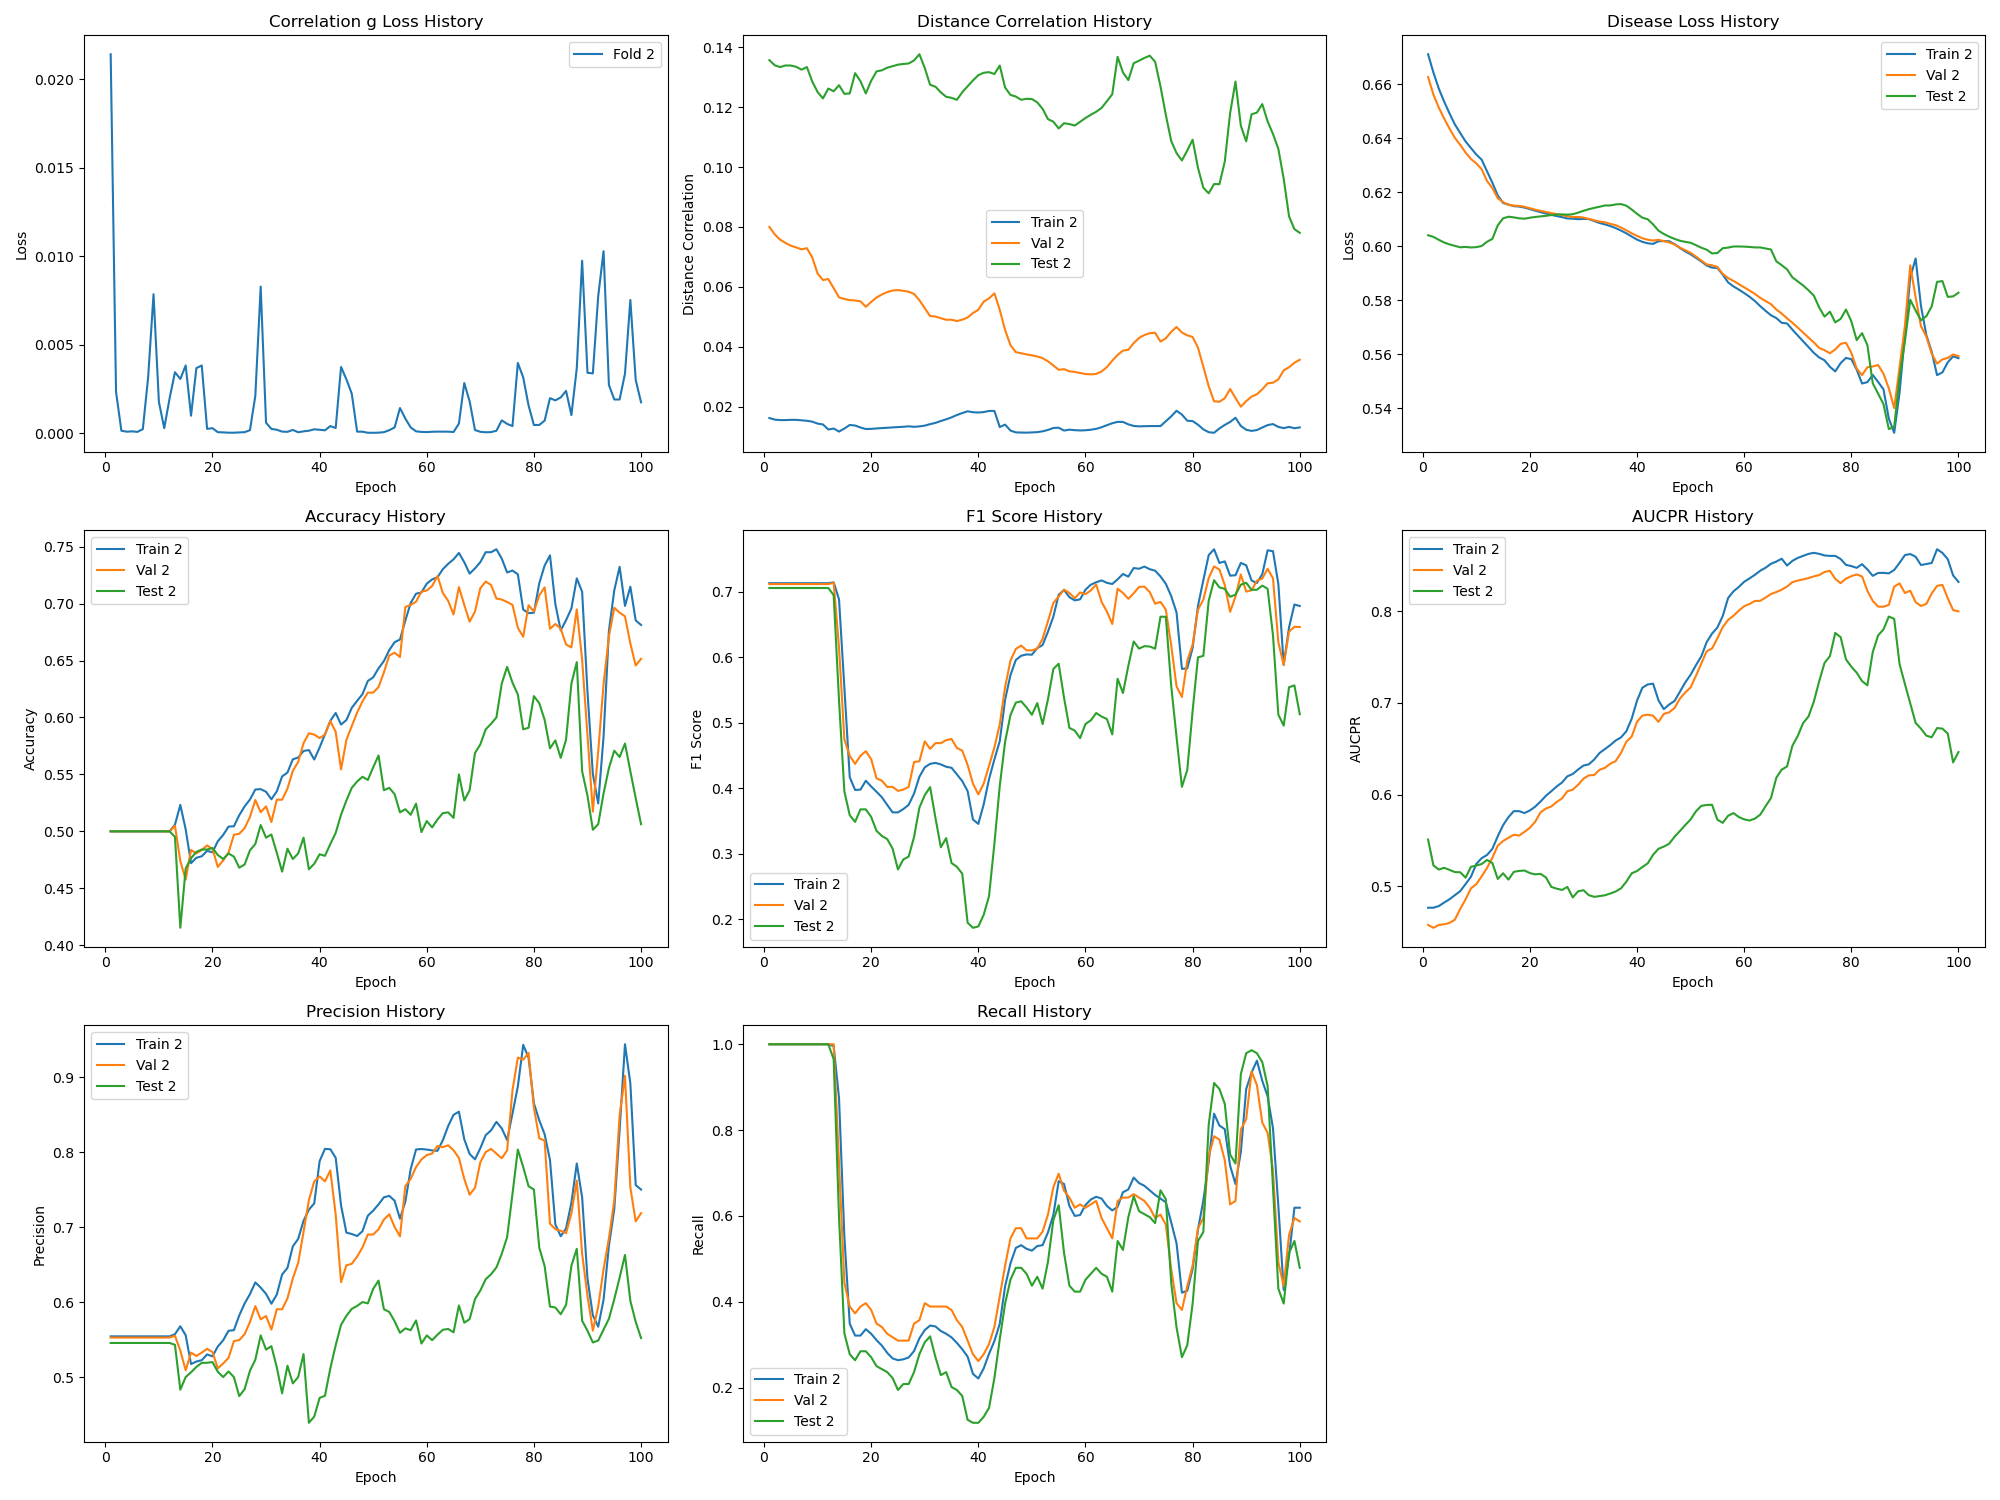 Correlation g Loss History
Fold 2
0.020
0.015
0.010
0.005
0.000
Loss
0 20 40 60 80 100
Epoch
Distance Correlation History
Train 2
Val 2
Test 2
0.14
0.12
0.10
0.08
0.06
0.04
0.02
Distance Correlation
0 20 40 60 80 100
Epoch
Disease Loss History
Train 2
Val 2
Test 2
0.66
0.64
0.62
0.60
0.58
0.56
0.54
Loss
0 20 40 60 80 100
Epoch
Accuracy History
Train 2
Val 2
Test 2
0.75
0.70
0.65
0.60
0.55
0.50
0.45
0.40
Accuracy
0 20 40 60 80 100
Epoch
F1 Score History
Train 2
Val 2
Test 2
0.7
0.6
0.5
0.4
0.3
0.2
F1 Score
0 20 40 60 80 100
Epoch
AUCPR History
Train 2
Val 2
Test 2
0.8
0.7
0.6
0.5
AUCPR
0 20 40 60 80 100
Epoch
Precision History
Train 2
Val 2
Test 2
0.9
0.8
0.7
0.6
0.5
Precision
0 20 40 60 80 100
Epoch
Recall History
Train 2
Val 2
Test 2
1.0
0.8
0.6
0.4
0.2
Recall
0 20 40 60 80 100
Epoch